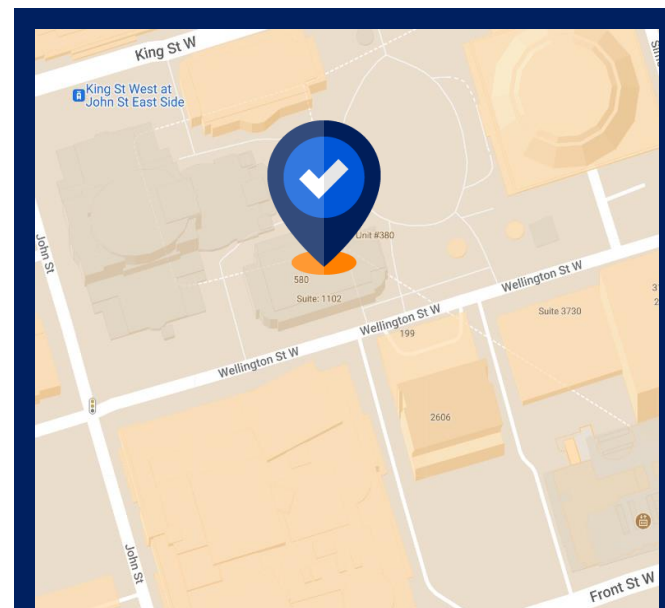 King St W
King St West at
John St East Side
John St
Unit #380
580
Suite: 1102
Wellington St W
Wellington St W
Wellington St W
199
Suite 3730
2606
John St
Front St W